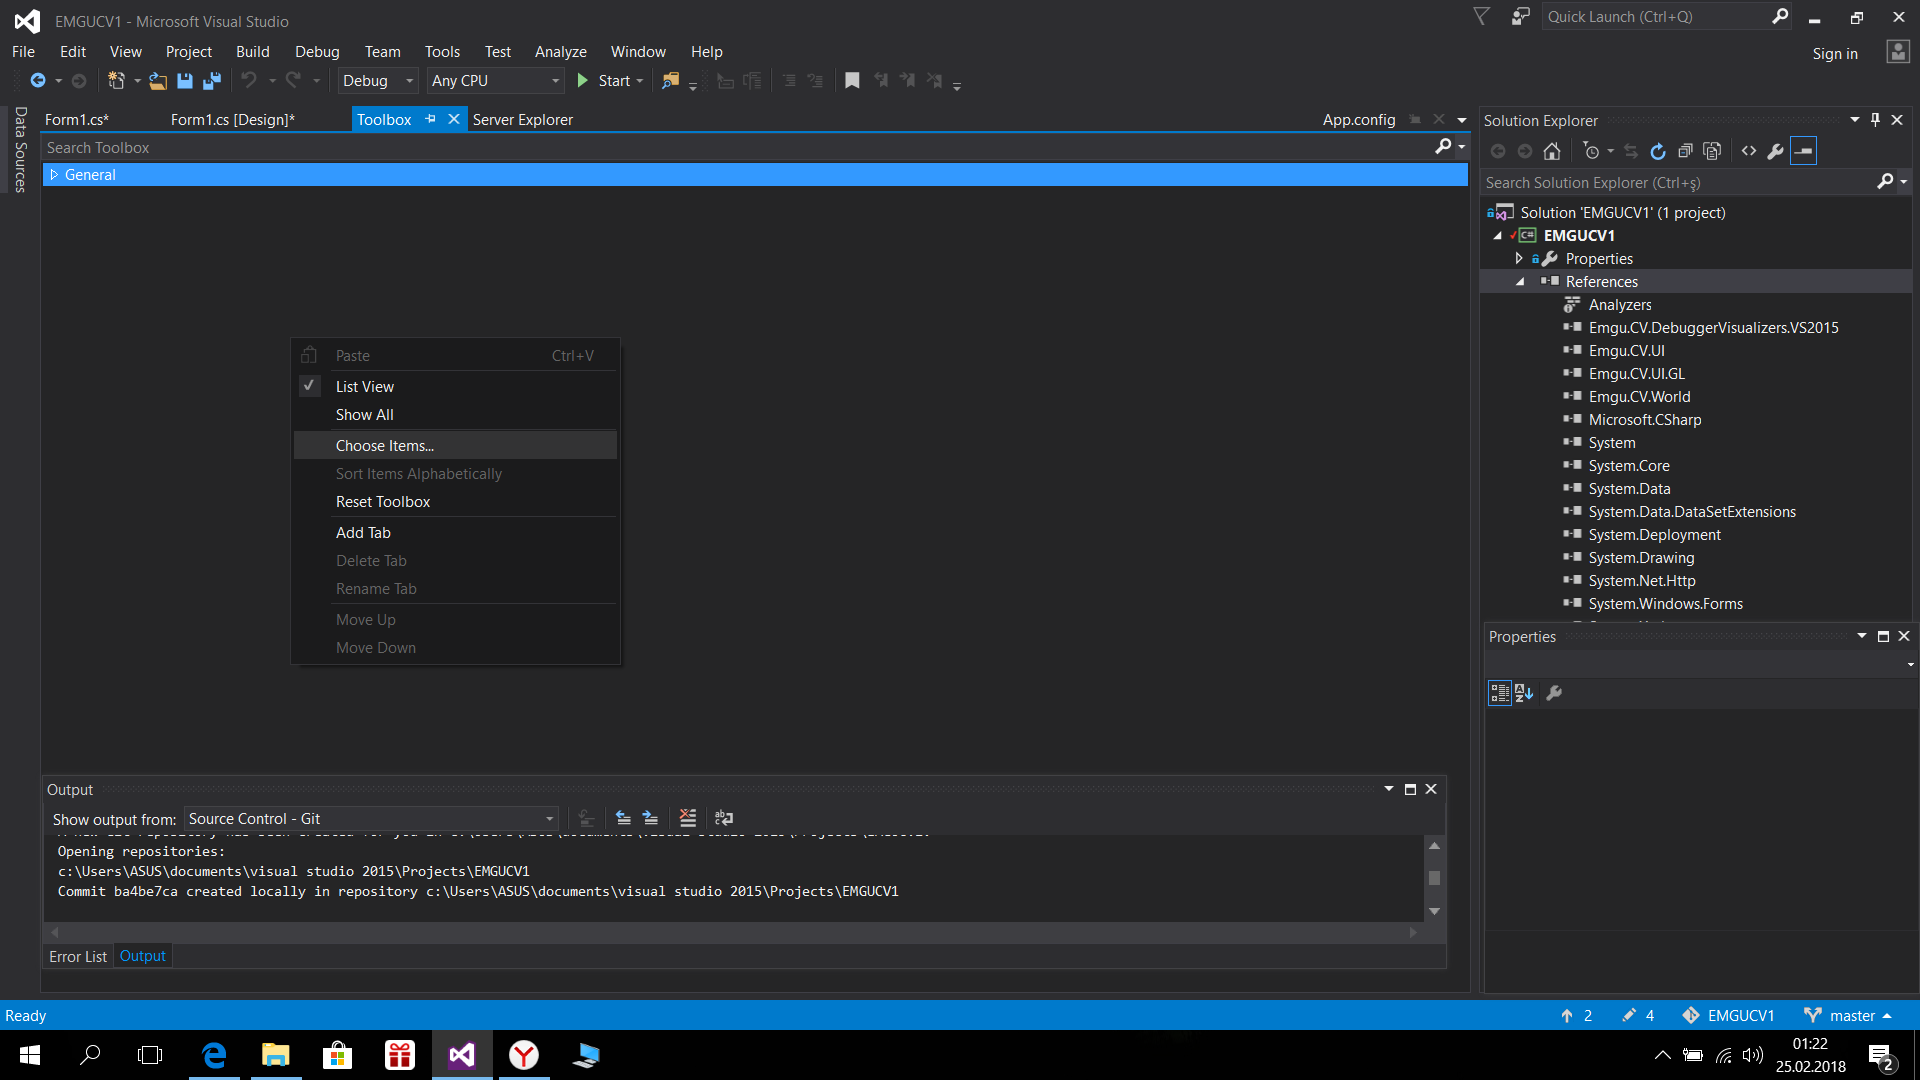 EMGUCV1 - Microsoft Visual Studio
Quick Launch (Ctrl+Q)
File Edit View Project Build Debug Team Tools Test Analyze Window Help
Sign in
Debug Any CPU Start
Data Sources
Form1.cs* Form1.cs [Design]* Toolbox Server Explorer App.config
Search Toolbox
General
Paste Ctrl+V
List View
Show All
Choose Items...
Sort Items Alphabetically
Reset Toolbox
Add Tab
Delete Tab
Rename Tab
Move Up
Move Down
Solution Explorer
Search Solution Explorer (Ctrl+ş)
Solution 'EMGUCV1' (1 project)
C# EMGUCV1
Properties
References
Analyzers
Emgu.CV.DebuggerVisualizers.VS2015
Emgu.CV.UI
Emgu.CV.UI.GL
Emgu.CV.World
Microsoft.CSharp
System
System.Core
System.Data
System.Data.DataSetExtensions
System.Deployment
System.Drawing
System.Net.Http
System.Windows.Forms
Properties
Output
Show output from: Source Control - Git
Opening repositories:
c:\Users\ASUS\documents\visual studio 2015\Projects\EMGUCV1
Commit ba4be7ca created locally in repository c:\Users\ASUS\documents\visual studio 2015\Projects\EMGUCV1
Error List Output
Ready
2 4 EMGUCV1 master
01:22
25.02.2018
2